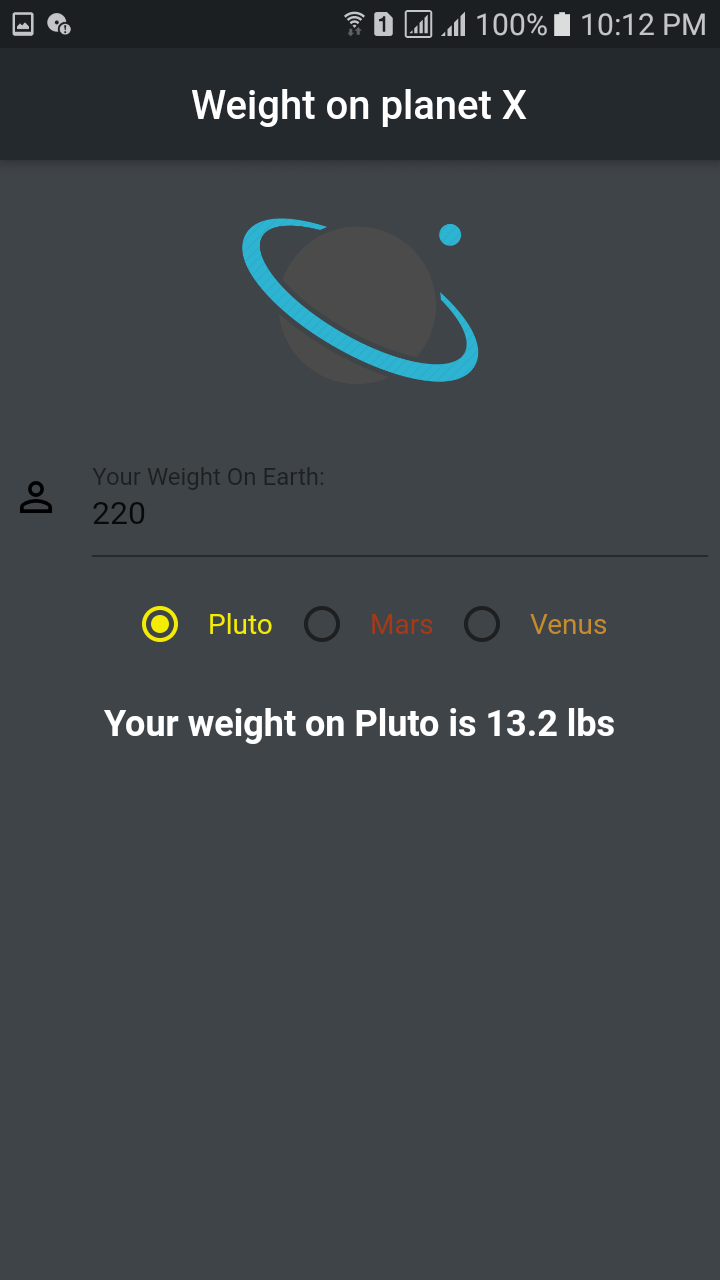 1 100% 10:12 PM
Weight on planet X
Your Weight On Earth:
220
Pluto Mars Venus
Your weight on Pluto is 13.2 lbs